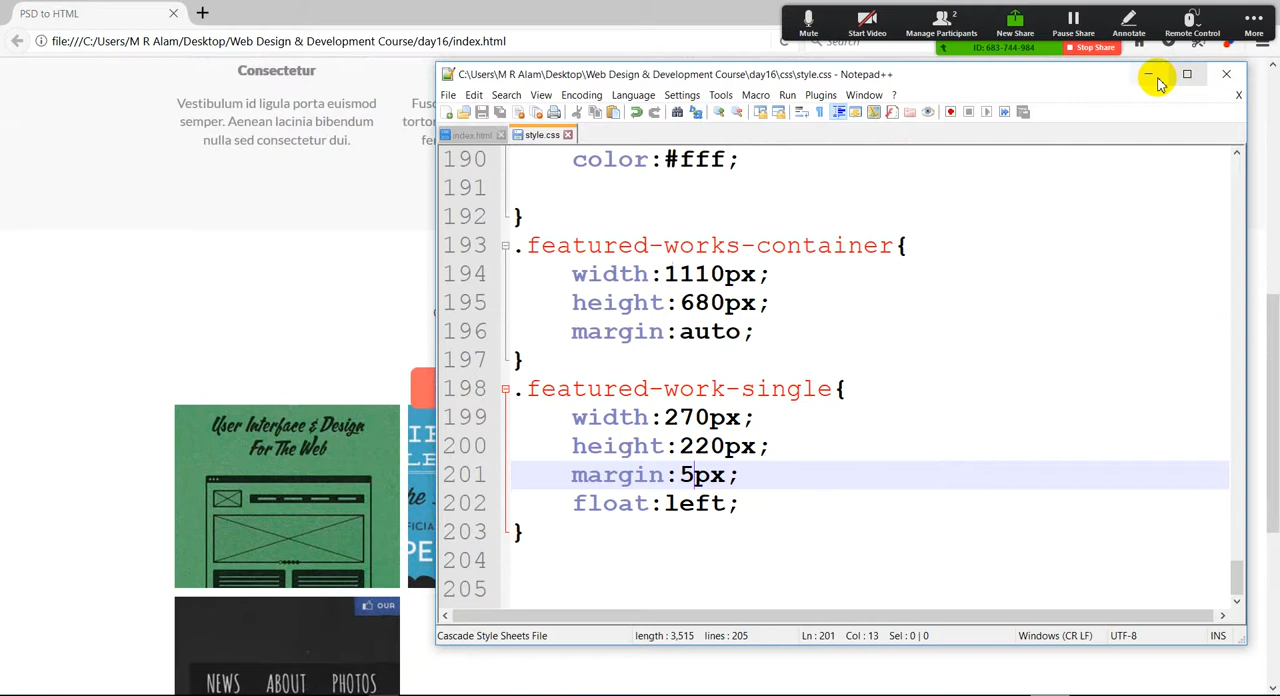 PSD to HTML
file:///C:/Users/M R Alam/Desktop/Web Design & Development Course/day16/index.html
Search
Mute
Start Video
2
Manage Participants
New Share
Pause Share
Annotate
Remote Control
More
ID: 683-744-984
Stop Share
Consectetur
Vestibulum id ligula porta euismod
semper. Aenean lacinia bibendum
nulla sed consectetur dui.
C:\Users\M R Alam\Desktop\Web Design & Development Course\day16\css\style.css - Notepad++
File Edit Search View Encoding Language Settings Tools Macro Run Plugins Window ? X
index.html style.css
190 color:#fff;
191
192 }
193 .featured-works-container{
194 width:1110px;
195 height:680px;
196 margin:auto;
197 }
198 .featured-work-single{
199 width:270px;
200 height:220px;
201 margin:5px;
202 float:left;
203 }
204
205
User Interface & Design
For The Web
OUR
NEWS ABOUT PHOTOS
Cascade Style Sheets File length : 3,515 lines : 205 Ln : 201 Col : 13 Sel : 0 | 0 Windows (CR LF) UTF-8 INS